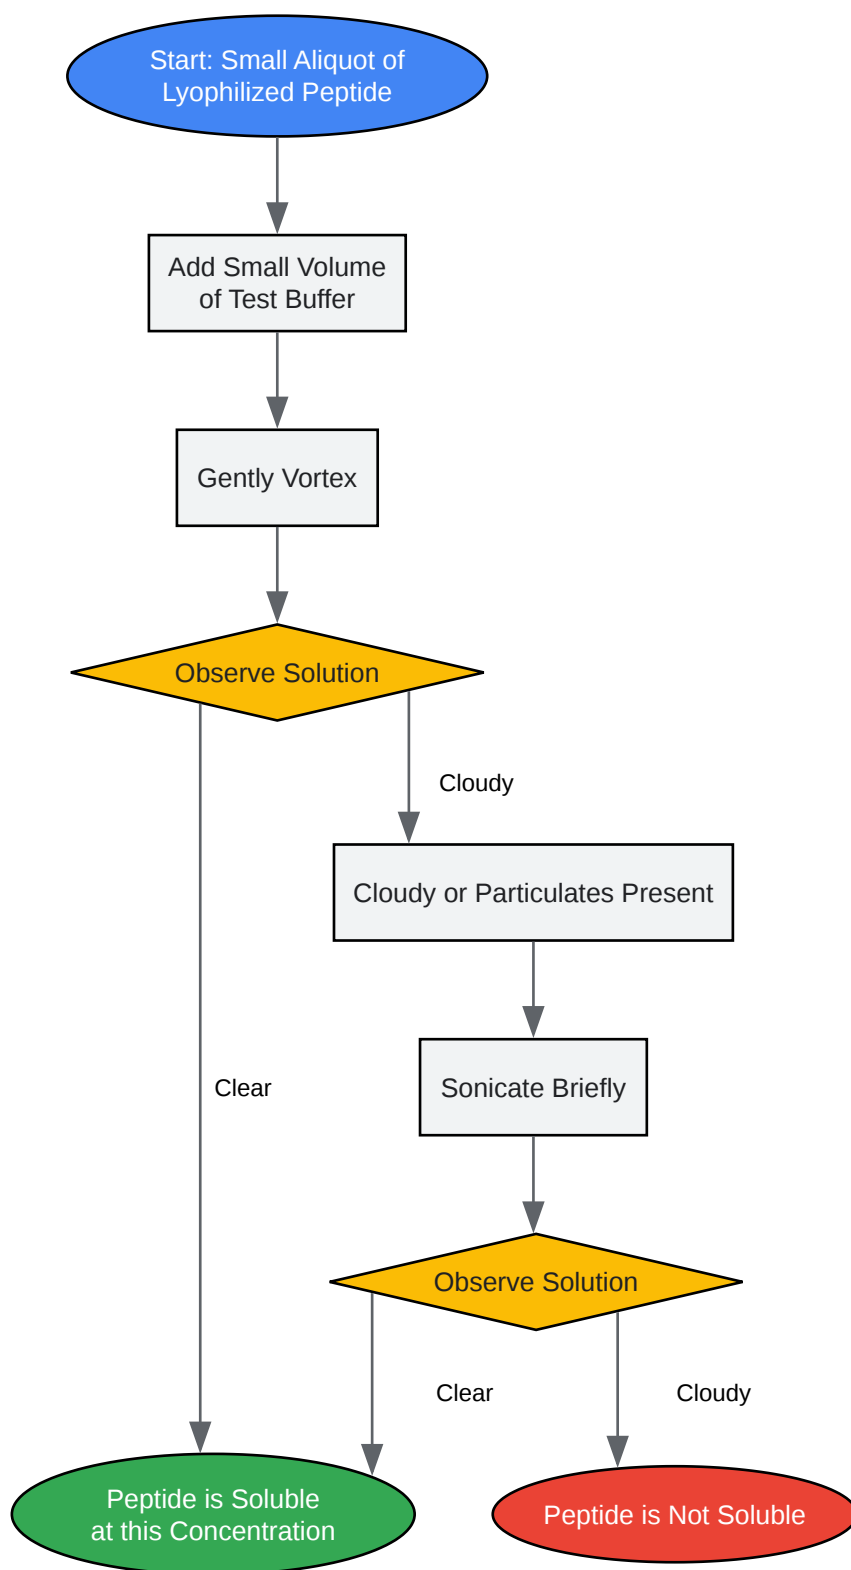 Start: Small Aliquot of
Lyophilized Peptide
Add Small Volume
of Test Buffer
Gently Vortex
Observe Solution
Cloudy
Cloudy or Particulates Present
Clear
Sonicate Briefly
Observe Solution
Clear
Cloudy
Peptide is Soluble
at this Concentration
Peptide is Not Soluble